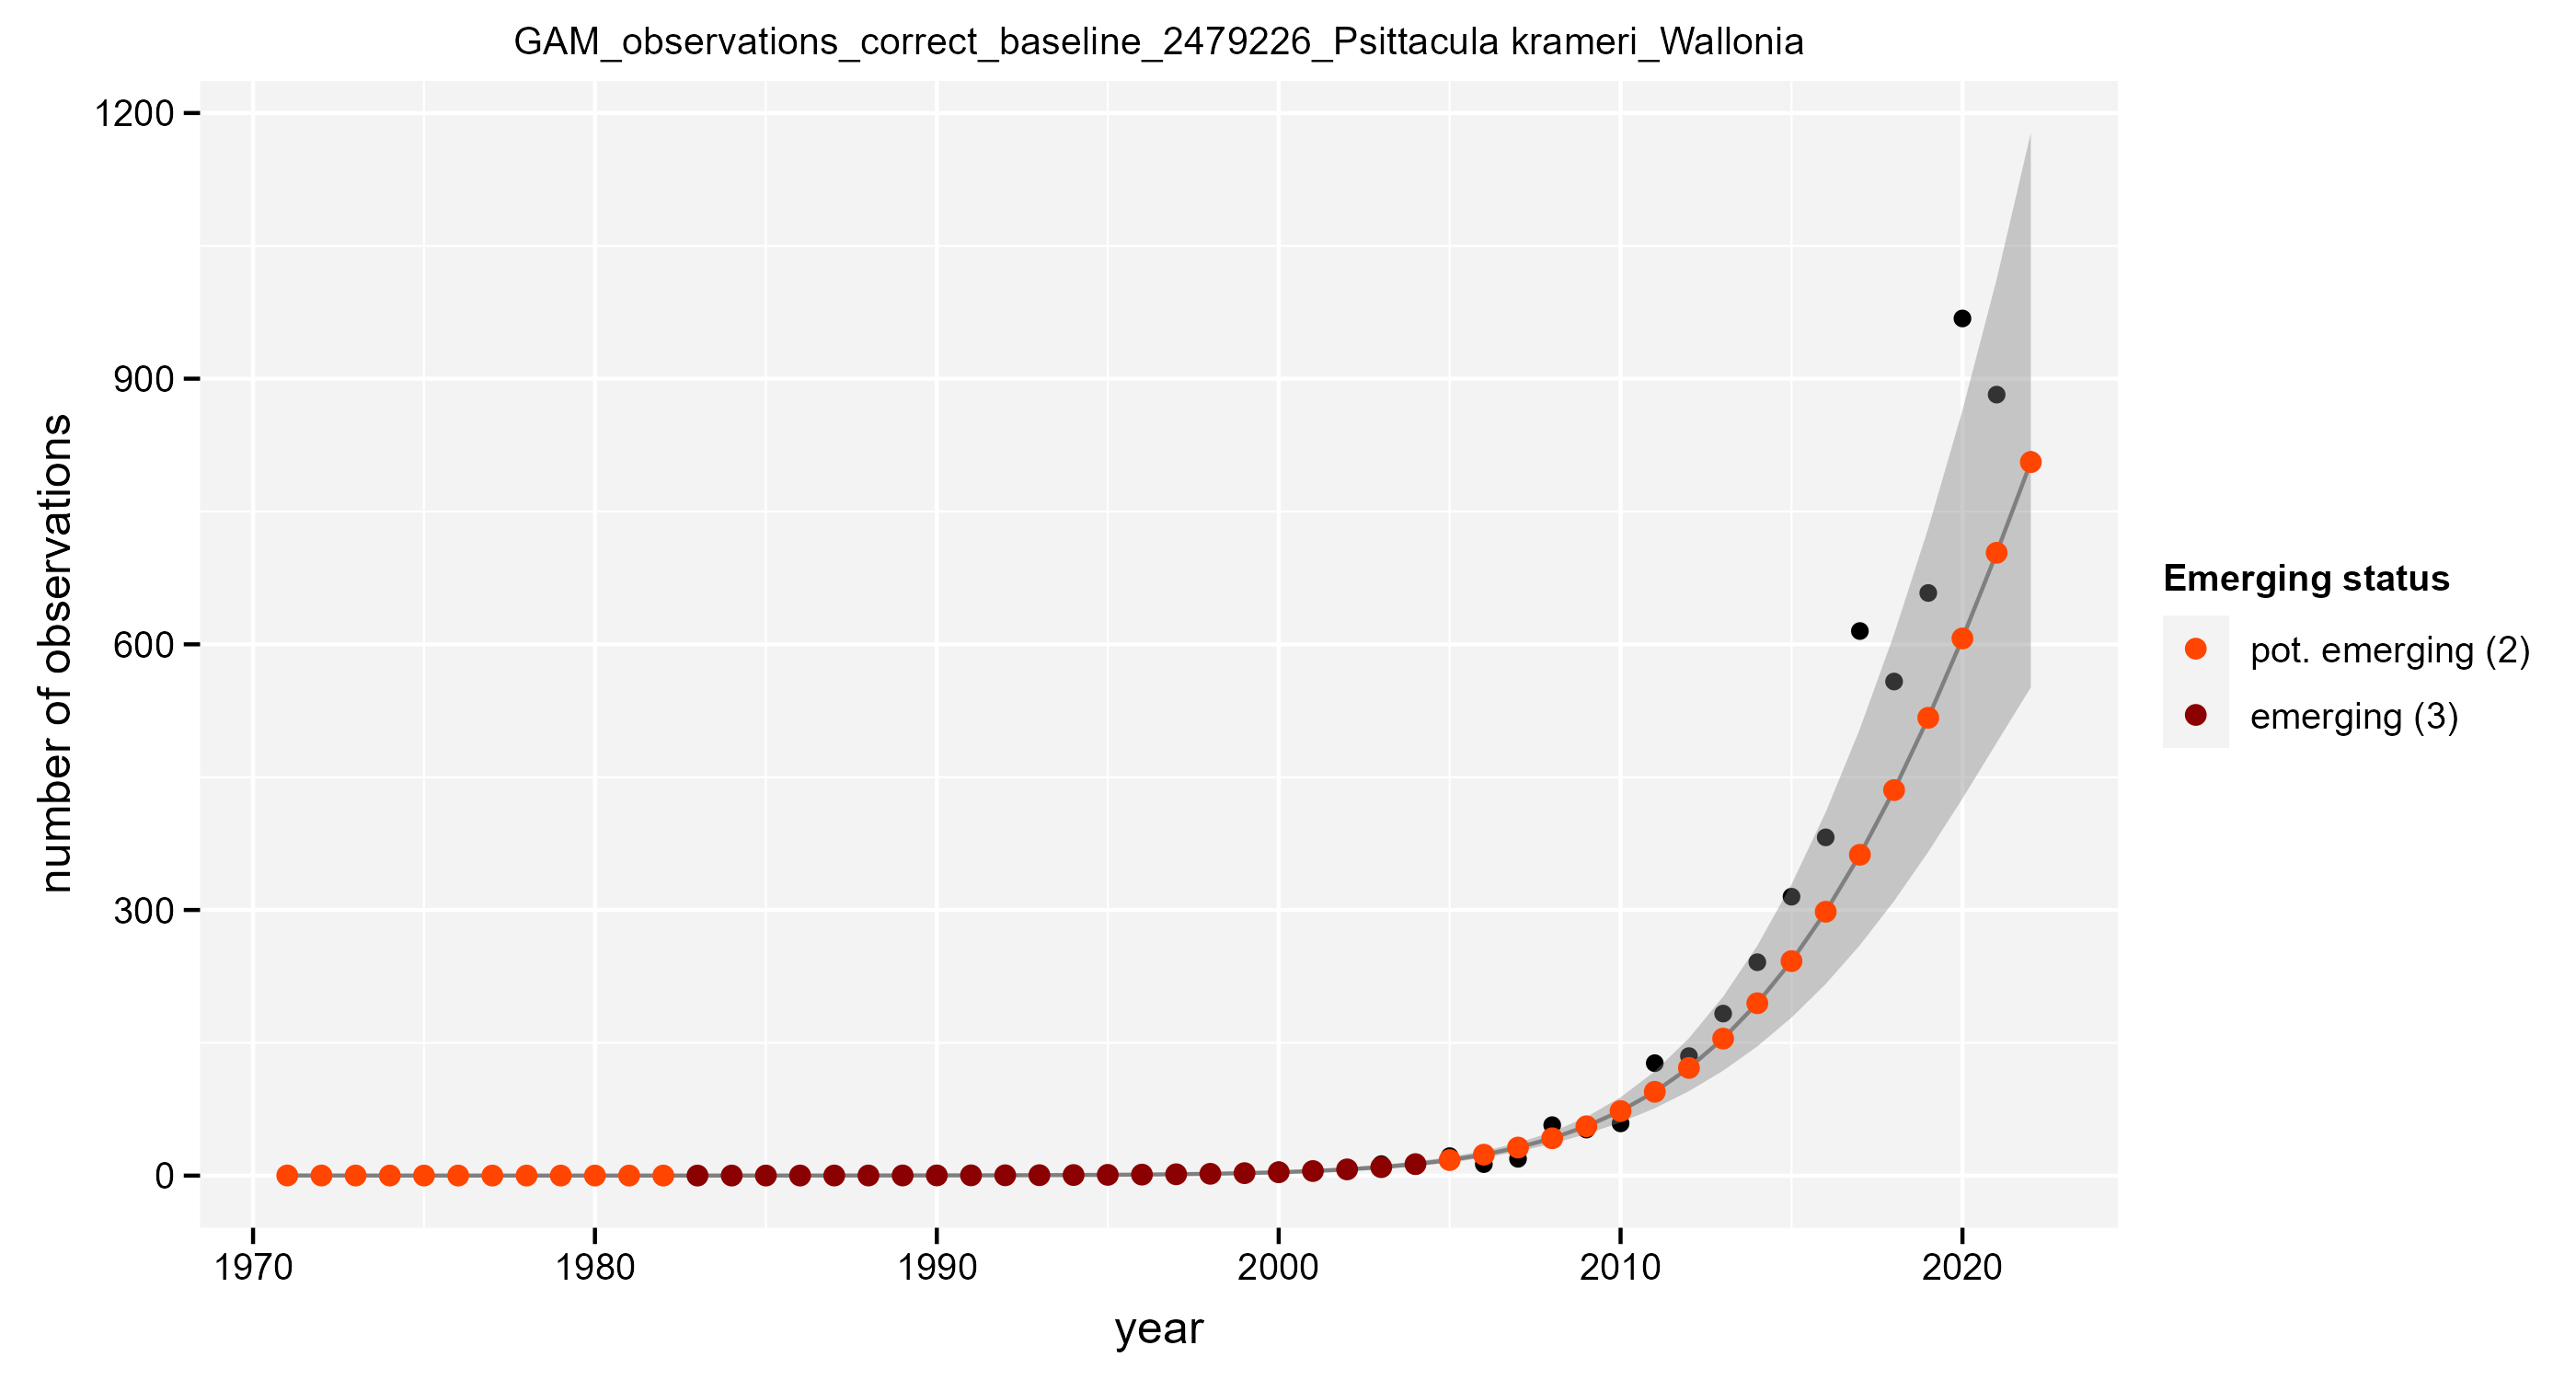 GAM_observations_correct_baseline_2479226_Psittacula krameri_Wallonia
1200
900
600
300
0
number of observations
1970 1980 1990 2000 2010 2020
year
Emerging status
pot. emerging (2)
emerging (3)